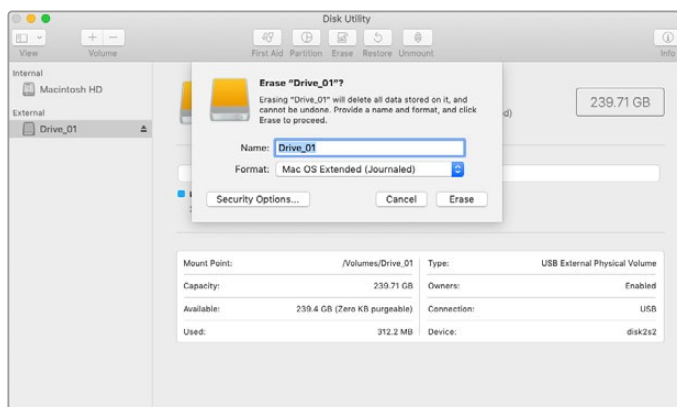 Disk Utility
View
Volume
First Aid Partition Erase Restore Unmount
Info
Internal
Macintosh HD
External
Drive_01
Erase “Drive_01”?
Erasing “Drive_01” will delete all data stored on it, and
cannot be undone. Provide a name and format, and click
Erase to proceed.
Name: Drive_01
Format: Mac OS Extended (Journaled)
Security Options... Cancel Erase
239.71 GB
Mount Point: /Volumes/Drive_01 Type: USB External Physical Volume
Capacity: 239.71 GB Owners: Enabled
Available: 239.4 GB (Zero KB purgeable) Connection: USB
Used: 312.2 MB Device: disk2s2